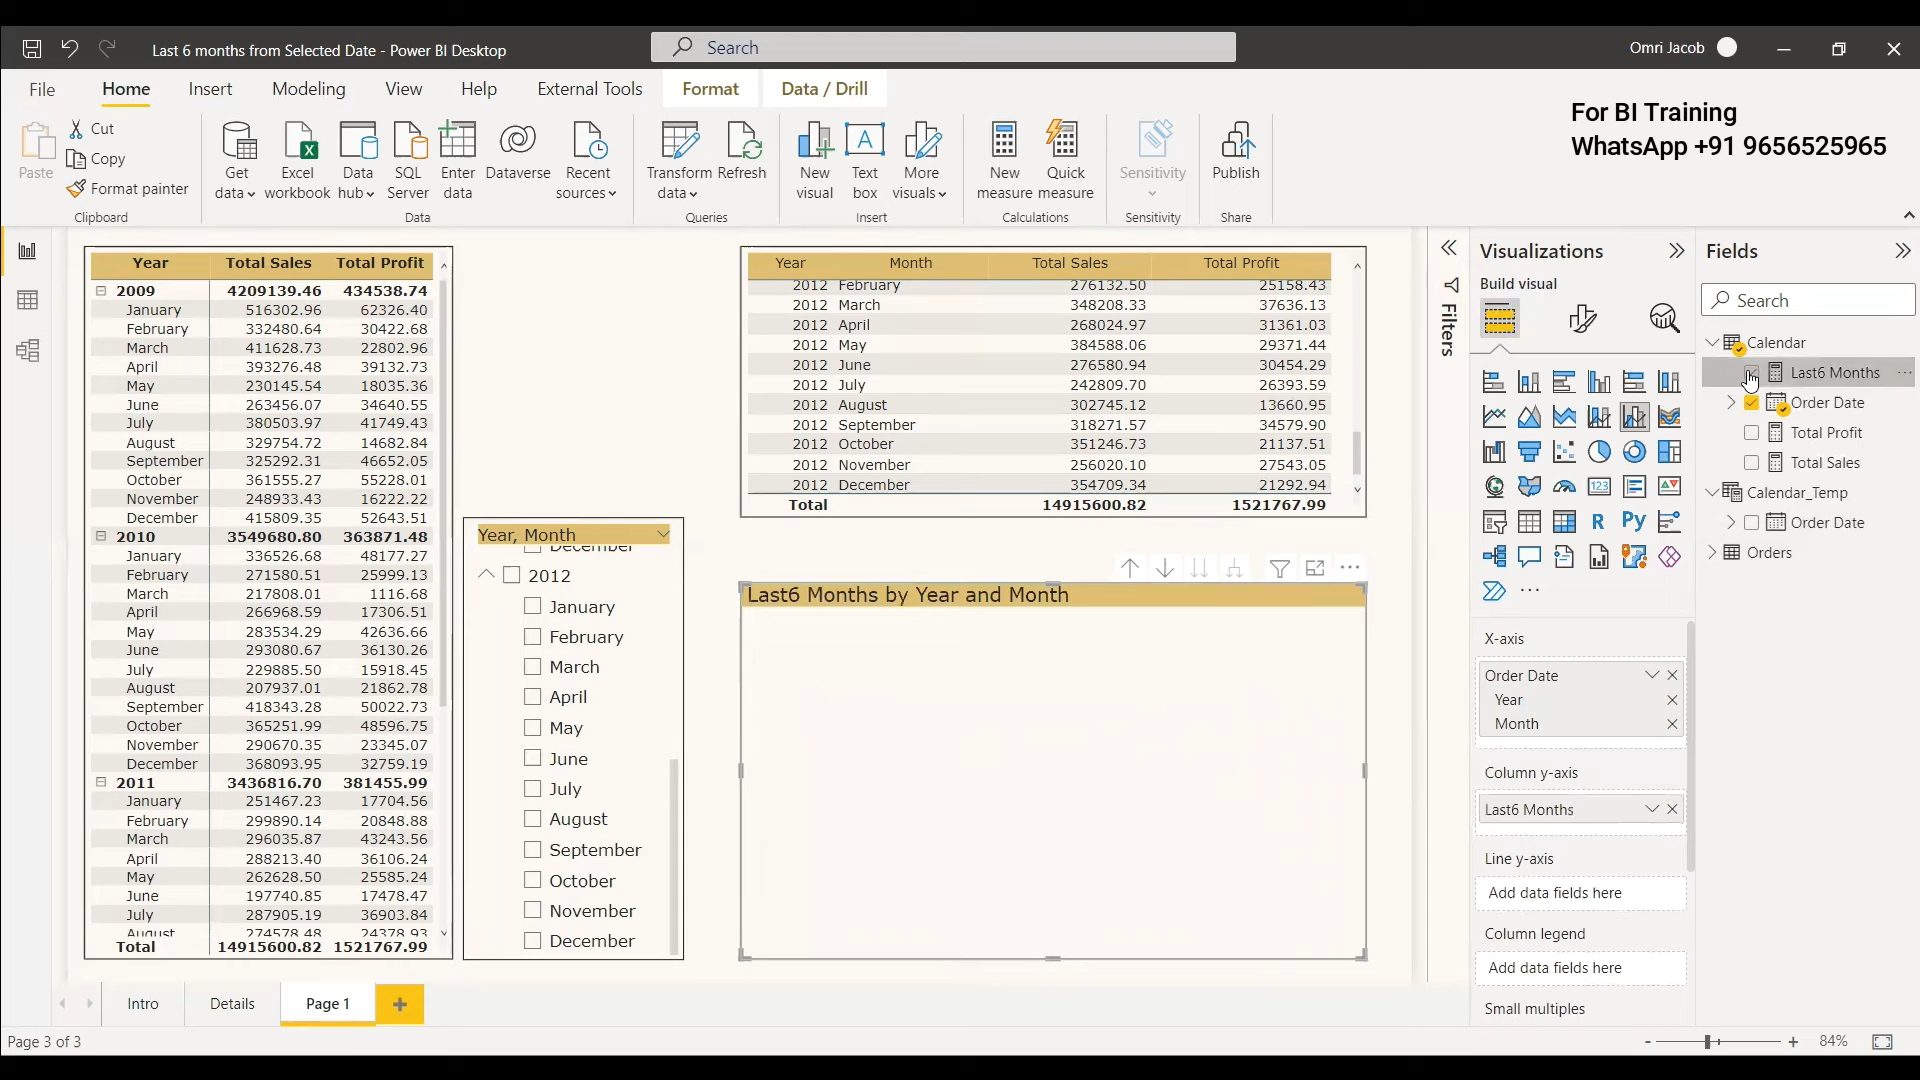 Last 6 months from Selected Date - Power BI Desktop
Search
Omri Jacob
File Home Insert Modeling View Help External Tools Format Data / Drill
For BI Training
WhatsApp +91 9656525965
Paste
Cut
Copy
Format painter
Clipboard
Get data
Excel workbook
Data hub
SQL Server
Enter data
Dataverse
Recent sources
Data
Transform data
Refresh
Queries
New visual
Text box
More visuals
Insert
New measure
Quick measure
Calculations
Sensitivity
Sensitivity
Publish
Share
Year Total Sales Total Profit
2009 4209139.46 434538.74
January 516302.96 62326.40
February 332480.64 30422.68
March 411628.73 22802.96
April 393276.48 39132.73
May 230145.54 18035.36
June 263456.07 34640.55
July 380503.97 41749.43
August 329754.72 14682.84
September 325292.31 46652.05
October 361555.27 55228.01
November 248933.43 16222.22
December 415809.35 52643.51
2010 3549680.80 363871.48
January 336526.68 48177.27
February 271580.51 25999.13
March 217808.01 1116.68
April 266968.59 17306.51
May 283534.29 42636.66
June 293080.67 36130.26
July 229885.50 15918.45
August 207937.01 21862.78
September 418343.28 50022.73
October 365251.99 48596.75
November 290670.35 23345.07
December 368093.95 32759.19
2011 3436816.70 381455.99
January 251467.23 17704.56
February 299890.14 20848.88
March 296035.87 43243.56
April 288213.40 36106.24
May 262628.50 25585.24
June 197740.85 17478.47
July 287905.19 36903.84
August 274578.48 24378.93
Total 14915600.82 1521767.99
Year, Month
December
2012
January
February
March
April
May
June
July
August
September
October
November
December
Year Month Total Sales Total Profit
2012 February 276132.50 25158.43
2012 March 348208.33 37636.13
2012 April 268024.97 31361.03
2012 May 384588.06 29371.44
2012 June 276580.94 30454.29
2012 July 242809.70 26393.59
2012 August 302745.12 13660.95
2012 September 318271.57 34579.90
2012 October 351246.73 21137.51
2012 November 256020.10 27543.05
2012 December 354709.34 21292.94
Total 14915600.82 1521767.99
Last6 Months by Year and Month
Filters
Visualizations
Build visual
123
R
Py
X-axis
Order Date
Year
Month
Column y-axis
Last6 Months
Line y-axis
Add data fields here
Column legend
Add data fields here
Small multiples
Fields
Search
Calendar
Last6 Months
Order Date
Total Profit
Total Sales
Calendar_Temp
Order Date
Orders
Intro Details Page 1
Page 3 of 3
84%